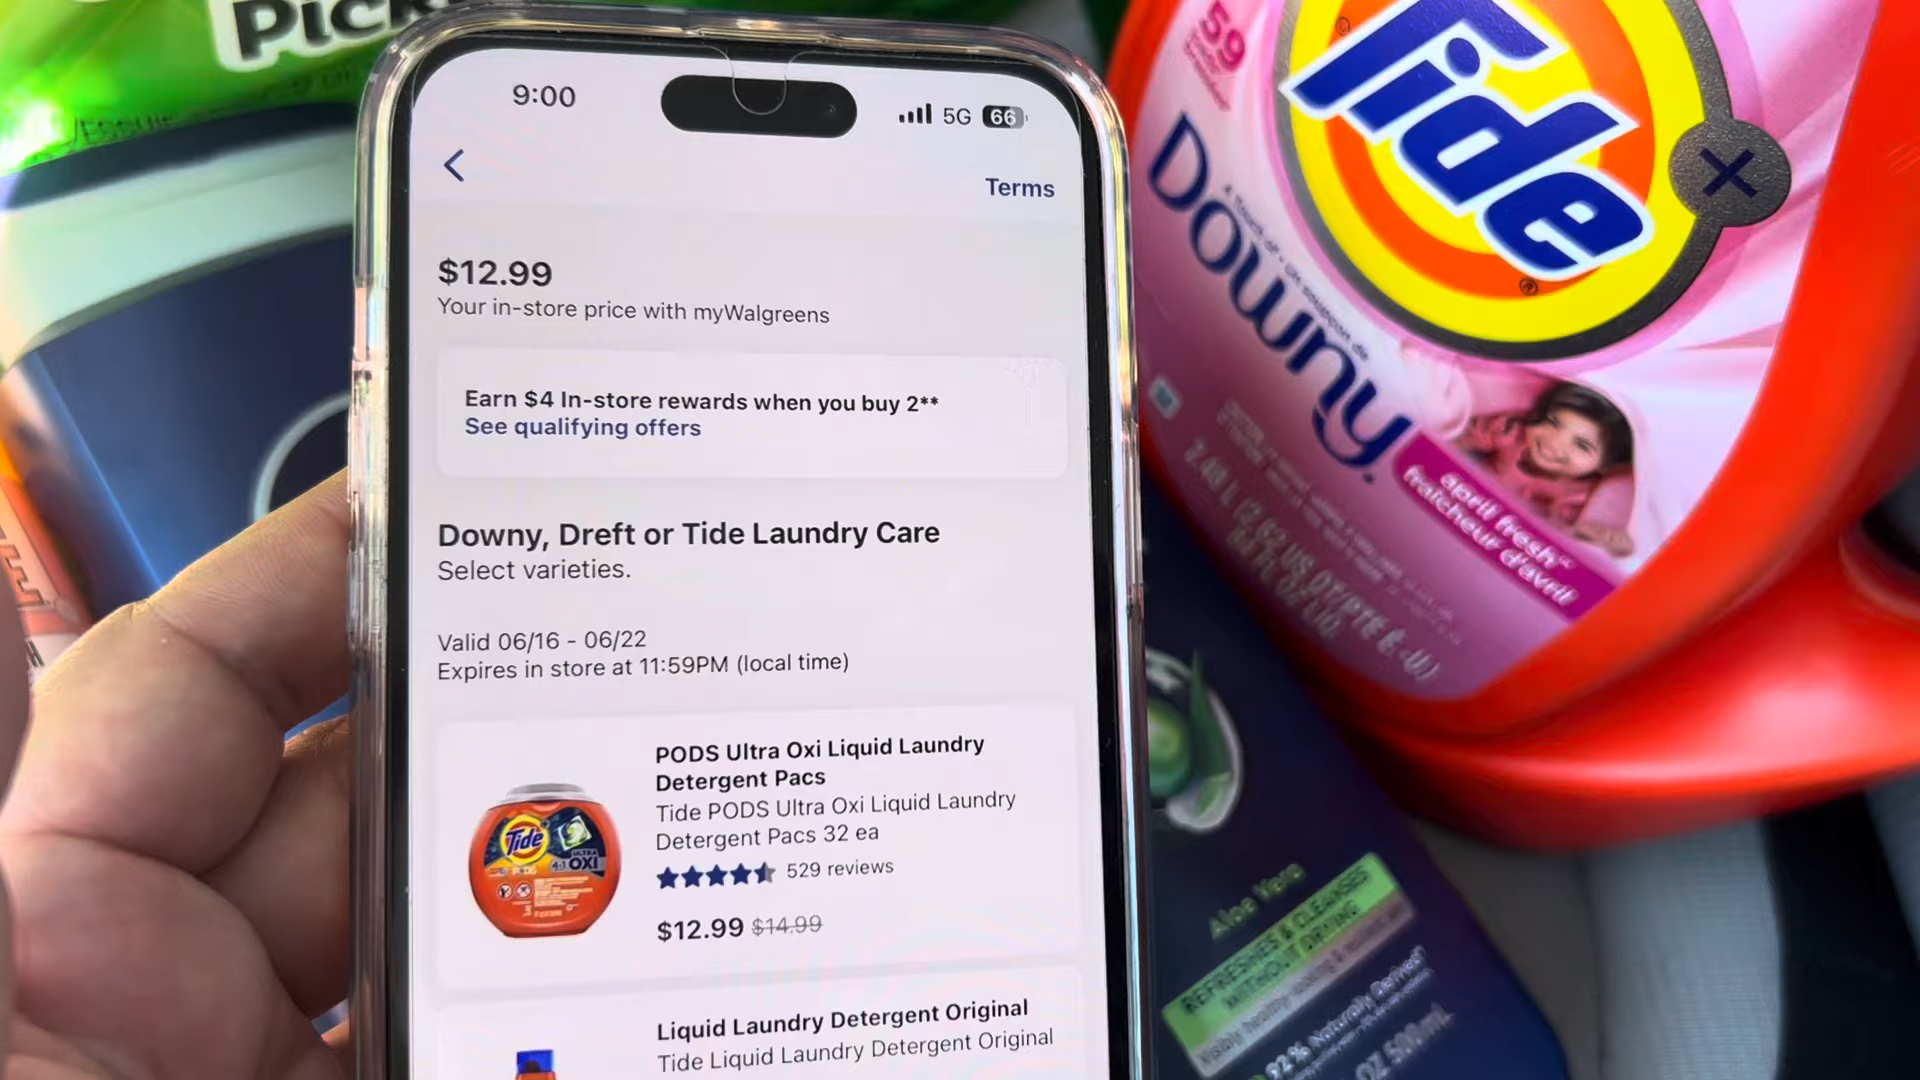 9:00
5G 66
Terms
$12.99
Your in-store price with myWalgreens
Earn $4 In-store rewards when you buy 2**
See qualifying offers
Downy, Dreft or Tide Laundry Care
Select varieties.
Valid 06/16 - 06/22
Expires in store at 11:59PM (local time)
PODS Ultra Oxi Liquid Laundry
Detergent Pacs
Tide PODS Ultra Oxi Liquid Laundry
Detergent Pacs 32 ea
529 reviews
$12.99 $14.99
Liquid Laundry Detergent Original
Tide Liquid Laundry Detergent Original
Tide
OXI
59
Tide
Downy
april fresh
fraîcheur d'avril
Aloe Vera
REFRESHES & CLEANSES
WITHOUT DRYING
92% Naturally Derived